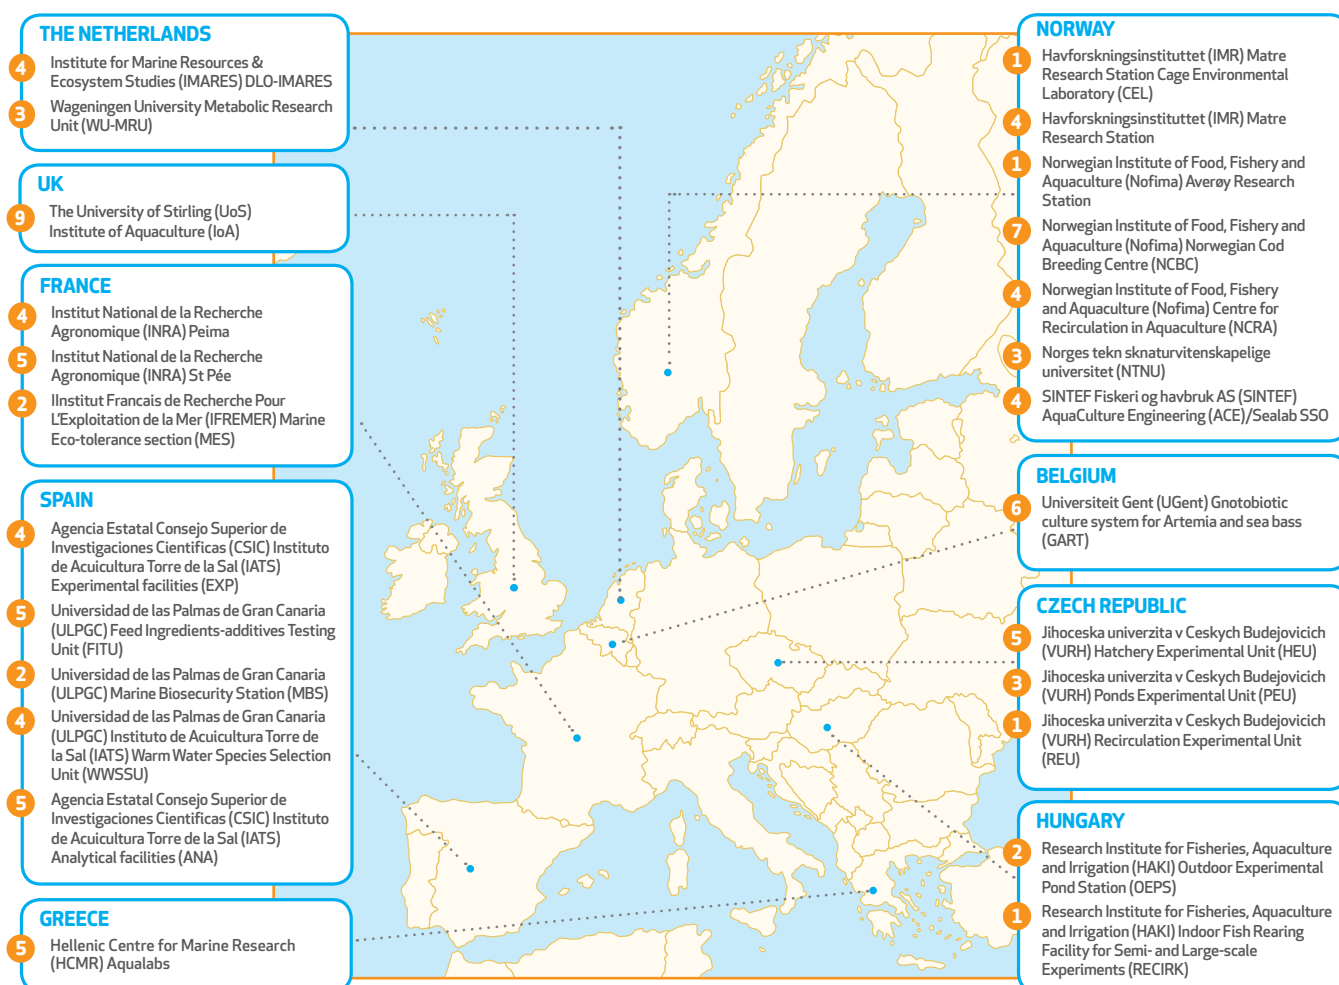 THE NETHERLANDS
4
Institute for Marine Resources &
Ecosystem Studies (IMARES) DLO-IMARES
3
Wageningen University Metabolic Research
Unit (WU-MRU)
UK
9
The University of Stirling (UoS)
Institute of Aquaculture (IoA)
FRANCE
4
Institut National de la Recherche
Agronomique (INRA) Peima
5
Institut National de la Recherche
Agronomique (INRA) St Pée
2
IInstitut Francais de Recherche Pour
L'Exploitation de la Mer (IFREMER) Marine
Eco-tolerance section (MES)
SPAIN
4
Agencia Estatal Consejo Superior de
Investigaciones Cientificas (CSIC) Instituto
de Acuicultura Torre de la Sal (IATS)
Experimental facilities (EXP)
5
Universidad de las Palmas de Gran Canaria
(ULPGC) Feed Ingredients-additives Testing
Unit (FITU)
2
Universidad de las Palmas de Gran Canaria
(ULPGC) Marine Biosecurity Station (MBS)
4
Universidad de las Palmas de Gran Canaria
(ULPGC) Instituto de Acuicultura Torre de
la Sal (IATS) Warm Water Species Selection
Unit (WWSSU)
5
Agencia Estatal Consejo Superior de
Investigaciones Cientificas (CSIC) Instituto
de Acuicultura Torre de la Sal (IATS)
Analytical facilities (ANA)
GREECE
5
Hellenic Centre for Marine Research
(HCMR) Aqualabs
NORWAY
1
Havforskningsinstituttet (IMR) Matre
Research Station Cage Environmental
Laboratory (CEL)
4
Havforskningsinstituttet (IMR) Matre
Research Station
1
Norwegian Institute of Food, Fishery and
Aquaculture (Nofima) Averøy Research
Station
7
Norwegian Institute of Food, Fishery and
Aquaculture (Nofima) Norwegian Cod
Breeding Centre (NCBC)
4
Norwegian Institute of Food, Fishery
and Aquaculture (Nofima) Centre for
Recirculation in Aquaculture (NCRA)
3
Norges tekn sknaturvitenskapelige
universitet (NTNU)
4
SINTEF Fiskeri og havbruk AS (SINTEF)
AquaCulture Engineering (ACE)/Sealab SSO
BELGIUM
6
Universiteit Gent (UGent) Gnotobiotic
culture system for Artemia and sea bass
(GART)
CZECH REPUBLIC
5
Jihoceska univerzita v Ceskych Budejovicich
(VURH) Hatchery Experimental Unit (HEU)
3
Jihoceska univerzita v Ceskych Budejovicich
(VURH) Ponds Experimental Unit (PEU)
1
Jihoceska univerzita v Ceskych Budejovicich
(VURH) Recirculation Experimental Unit
(REU)
HUNGARY
2
Research Institute for Fisheries, Aquaculture
and Irrigation (HAKI) Outdoor Experimental
Pond Station (OEPS)
1
Research Institute for Fisheries, Aquaculture
and Irrigation (HAKI) Indoor Fish Rearing
Facility for Semi- and Large-scale
Experiments (RECIRK)